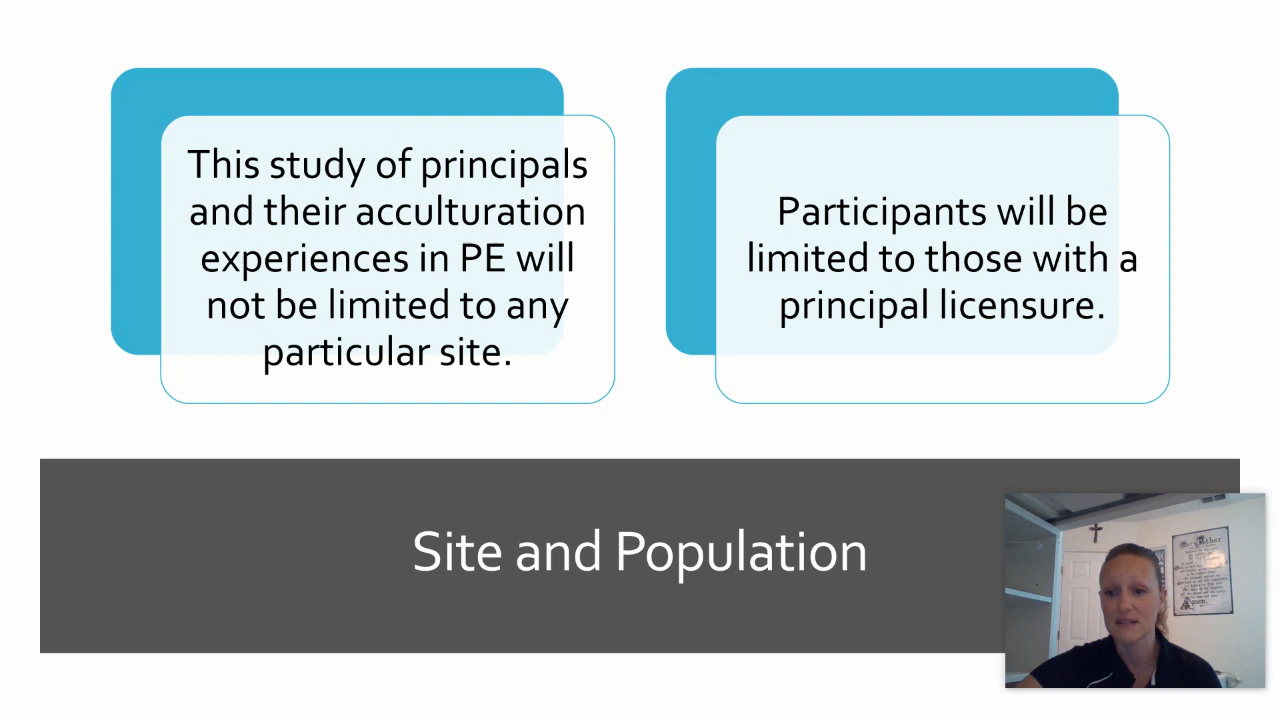 This study of principals
and their acculturation
experiences in PE will
not be limited to any
particular site.
Participants will be
limited to those with a
principal licensure.
Site and Population
Amen.